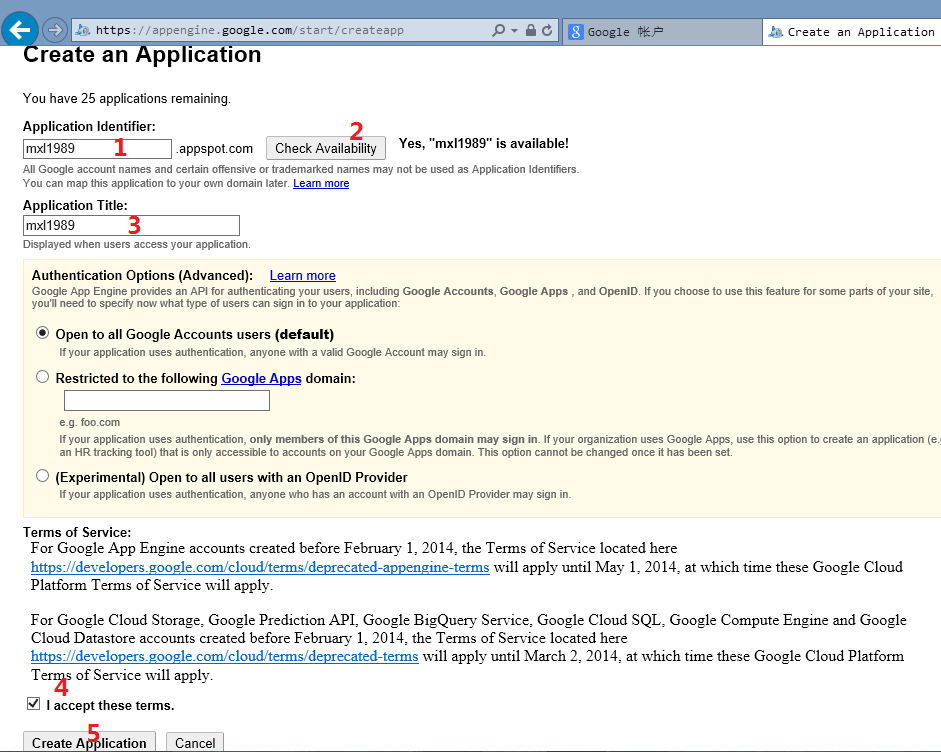 https://appengine.google.com/start/createapp
Google 帐户
Create an Application
Create an Application
You have 25 applications remaining.
Application Identifier:
mxl1989 1 .appspot.com 2 Check Availability Yes, "mxl1989" is available!
All Google account names and certain offensive or trademarked names may not be used as Application Identifiers.
You can map this application to your own domain later. Learn more
Application Title:
mxl1989 3
Displayed when users access your application.
Authentication Options (Advanced): Learn more
Google App Engine provides an API for authenticating your users, including Google Accounts, Google Apps , and OpenID. If you choose to use this feature for some parts of your site,
you'll need to specify now what type of users can sign in to your application:
Open to all Google Accounts users (default)
If your application uses authentication, anyone with a valid Google Account may sign in.
Restricted to the following Google Apps domain:
e.g. foo.com
If your application uses authentication, only members of this Google Apps domain may sign in. If your organization uses Google Apps, use this option to create an application (e.g
an HR tracking tool) that is only accessible to accounts on your Google Apps domain. This option cannot be changed once it has been set.
(Experimental) Open to all users with an OpenID Provider
If your application uses authentication, anyone who has an account with an OpenID Provider may sign in.
Terms of Service:
For Google App Engine accounts created before February 1, 2014, the Terms of Service located here
https://developers.google.com/cloud/terms/deprecated-appengine-terms will apply until May 1, 2014, at which time these Google Cloud
Platform Terms of Service will apply.
For Google Cloud Storage, Google Prediction API, Google BigQuery Service, Google Cloud SQL, Google Compute Engine and Google
Cloud Datastore accounts created before February 1, 2014, the Terms of Service located here
https://developers.google.com/cloud/terms/deprecated-terms will apply until March 2, 2014, at which time these Google Cloud Platform
Terms of Service will apply.
4
I accept these terms.
5
Create Application Cancel